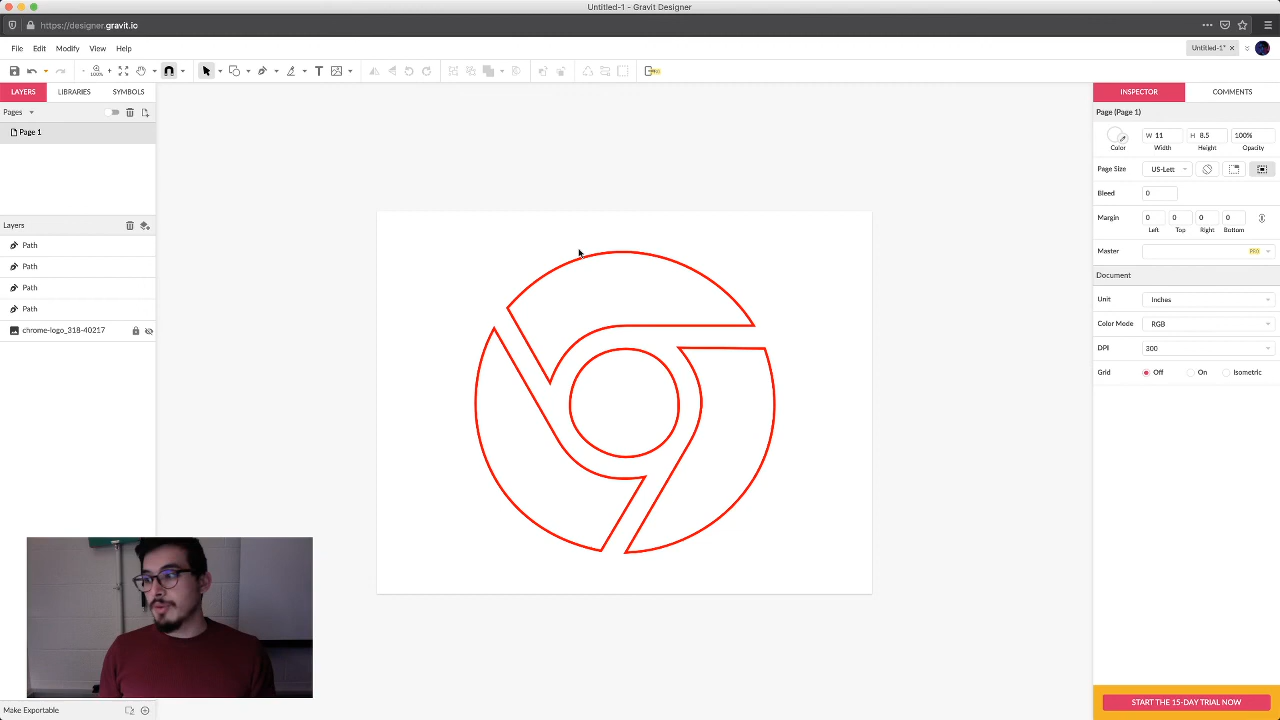 Untitled-1 - Gravit Designer
https://designer.gravit.io
File Edit Modify View Help
Untitled-1*
100%
PRO
LAYERS LIBRARIES SYMBOLS
Pages
Page 1
Layers
Path
Path
Path
Path
chrome-logo_318-40217
Make Exportable
INSPECTOR COMMENTS
Page (Page 1)
W 11 H 8.5 100%
Color Width Height Opacity
Page Size US-Lett
Bleed 0
Margin 0 0 0 0
Left Top Right Bottom
Master PRO
Document
Unit Inches
Color Mode RGB
DPI 300
Grid Off On Isometric
START THE 15-DAY TRIAL NOW